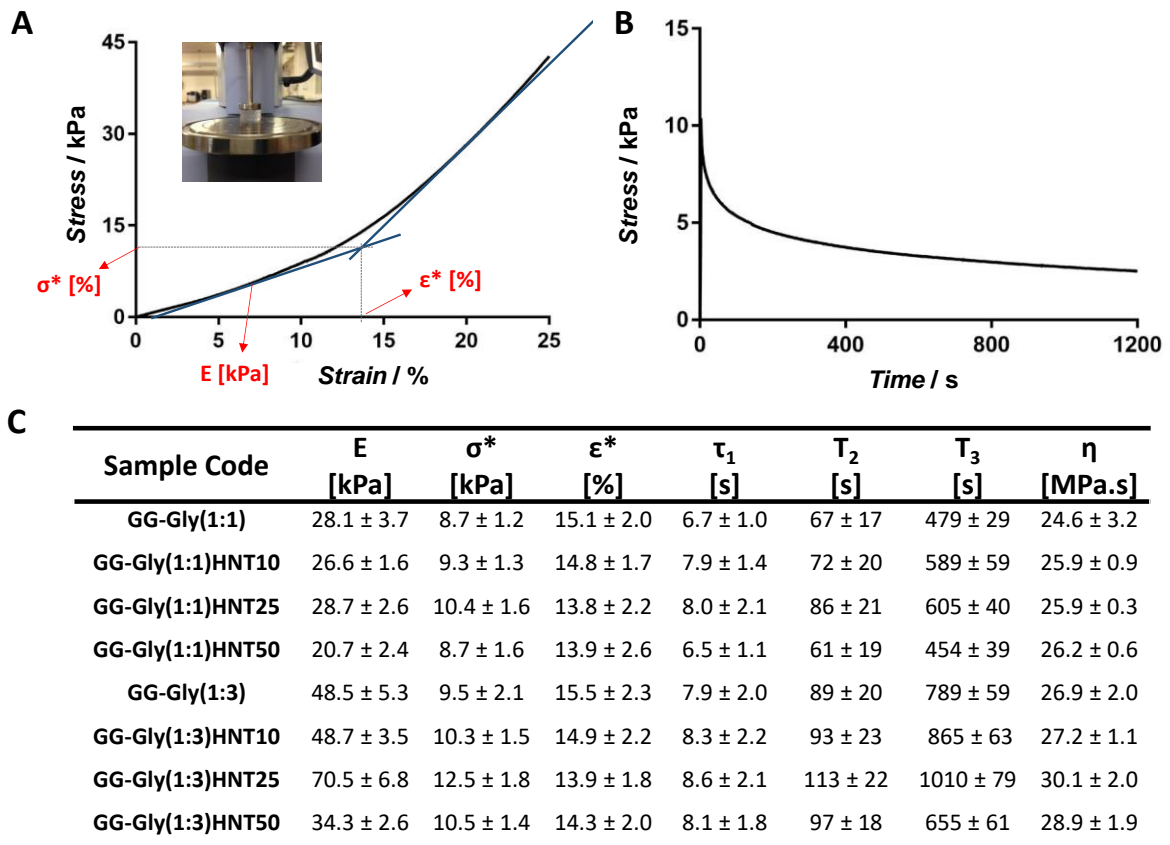 A
45
30
15
0
Stress / kPa
σ* [%]
ε* [%]
0 5 10 15 20 25
E [kPa]
Strain / %
B
15
10
5
0
Stress / kPa
0 400 800 1200
Time / s
C
Sample Code E [kPa] σ* [kPa] ε* [%] τ1 [s] T2 [s] T3 [s] η [MPa.s]
GG-Gly(1:1) 28.1 ± 3.7 8.7 ± 1.2 15.1 ± 2.0 6.7 ± 1.0 67 ± 17 479 ± 29 24.6 ± 3.2
GG-Gly(1:1)HNT10 26.6 ± 1.6 9.3 ± 1.3 14.8 ± 1.7 7.9 ± 1.4 72 ± 20 589 ± 59 25.9 ± 0.9
GG-Gly(1:1)HNT25 28.7 ± 2.6 10.4 ± 1.6 13.8 ± 2.2 8.0 ± 2.1 86 ± 21 605 ± 40 25.9 ± 0.3
GG-Gly(1:1)HNT50 20.7 ± 2.4 8.7 ± 1.6 13.9 ± 2.6 6.5 ± 1.1 61 ± 19 454 ± 39 26.2 ± 0.6
GG-Gly(1:3) 48.5 ± 5.3 9.5 ± 2.1 15.5 ± 2.3 7.9 ± 2.0 89 ± 20 789 ± 59 26.9 ± 2.0
GG-Gly(1:3)HNT10 48.7 ± 3.5 10.3 ± 1.5 14.9 ± 2.2 8.3 ± 2.2 93 ± 23 865 ± 63 27.2 ± 1.1
GG-Gly(1:3)HNT25 70.5 ± 6.8 12.5 ± 1.8 13.9 ± 1.8 8.6 ± 2.1 113 ± 22 1010 ± 79 30.1 ± 2.0
GG-Gly(1:3)HNT50 34.3 ± 2.6 10.5 ± 1.4 14.3 ± 2.0 8.1 ± 1.8 97 ± 18 655 ± 61 28.9 ± 1.9